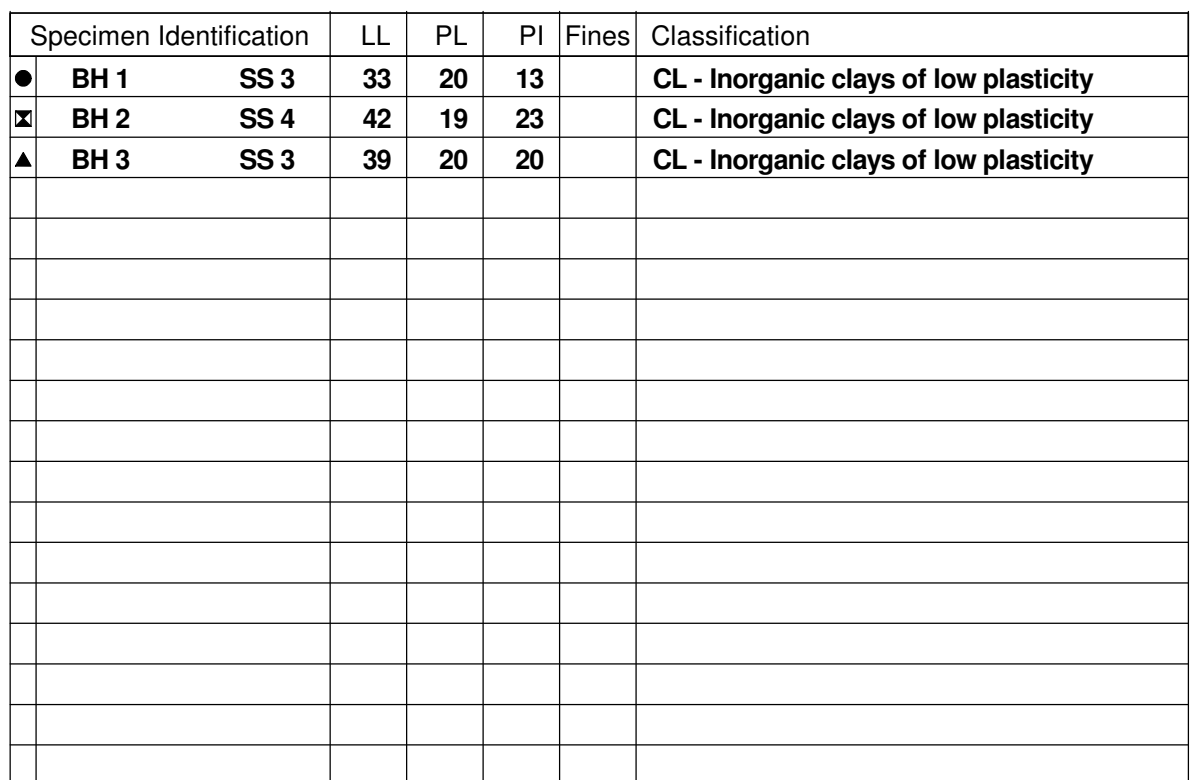 Specimen Identification LL PL PI Fines Classification
BH 1 SS 3 33 20 13 CL - Inorganic clays of low plasticity
BH 2 SS 4 42 19 23 CL - Inorganic clays of low plasticity
BH 3 SS 3 39 20 20 CL - Inorganic clays of low plasticity